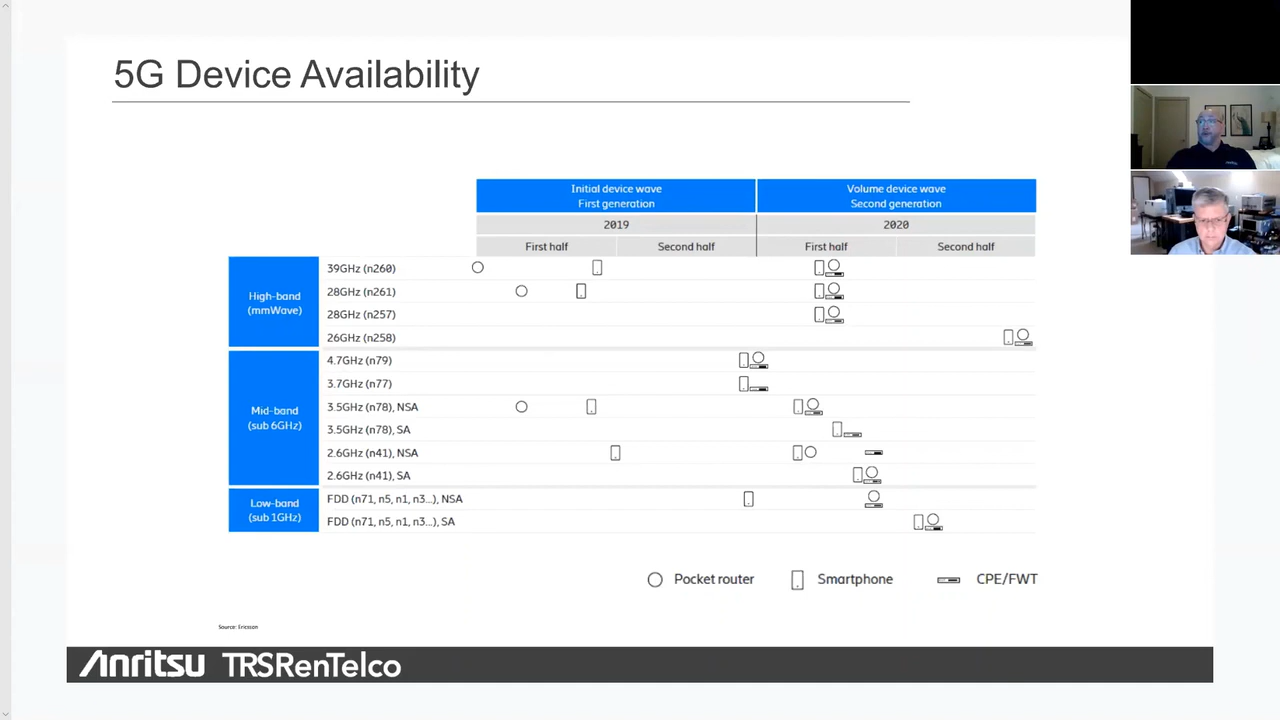 5G Device Availability
Initial device wave
First generation
Volume device wave
Second generation
2019
2020
First half
Second half
First half
Second half
High-band
(mmWave)
39GHz (n260)
28GHz (n261)
28GHz (n257)
26GHz (n258)
Mid-band
(sub 6GHz)
4.7GHz (n79)
3.7GHz (n77)
3.5GHz (n78), NSA
3.5GHz (n78), SA
2.6GHz (n41), NSA
2.6GHz (n41), SA
Low-band
(sub 1GHz)
FDD (n71, n5, n1, n3...), NSA
FDD (n71, n5, n1, n3...), SA
Pocket router
Smartphone
CPE/FWT
Source: Ericsson
Anritsu TRSRenTelco